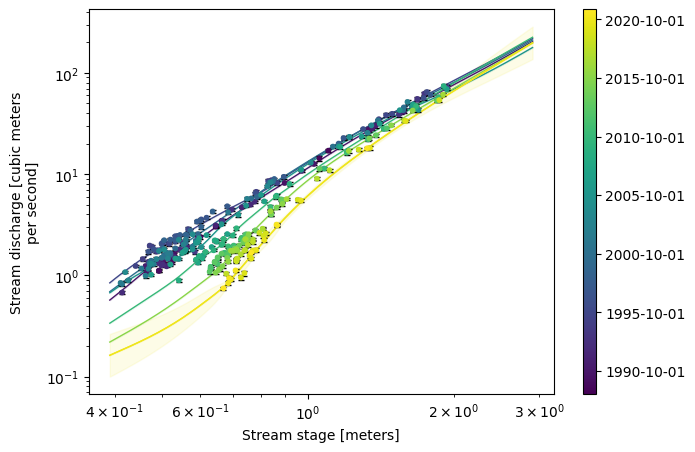 Stream discharge [cubic meters
per second]
10²
10¹
10⁰
10⁻¹
4 × 10⁻¹
6 × 10⁻¹
10⁰
2 × 10⁰
3 × 10⁰
Stream stage [meters]
2020-10-01
2015-10-01
2010-10-01
2005-10-01
2000-10-01
1995-10-01
1990-10-01